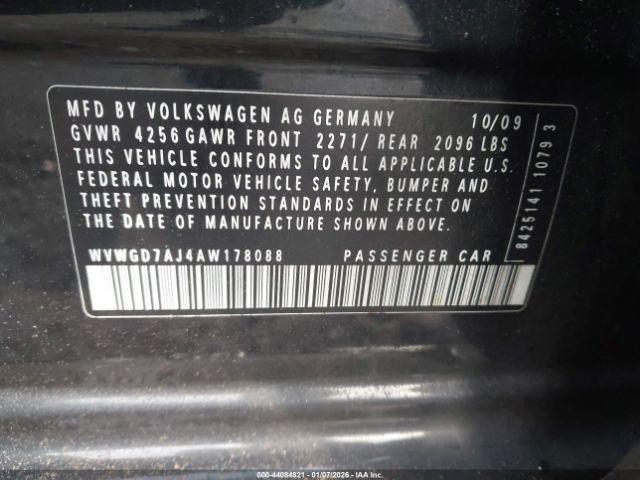 MFD BY VOLKSWAGEN AG GERMANY 10/09
GVWR 4256 GAWR FRONT 2271/ REAR 2096 LBS
THIS VEHICLE CONFORMS TO ALL APPLICABLE U.S.
FEDERAL MOTOR VEHICLE SAFETY, BUMPER AND
THEFT PREVENTION STANDARDS IN EFFECT ON
THE DATE OF MANUFACTURE SHOWN ABOVE.
WVWGD7AJ4AW178088 PASSENGER CAR
8425141 1079 3
000-44084821 | 01/07/2026 | IAA Inc.